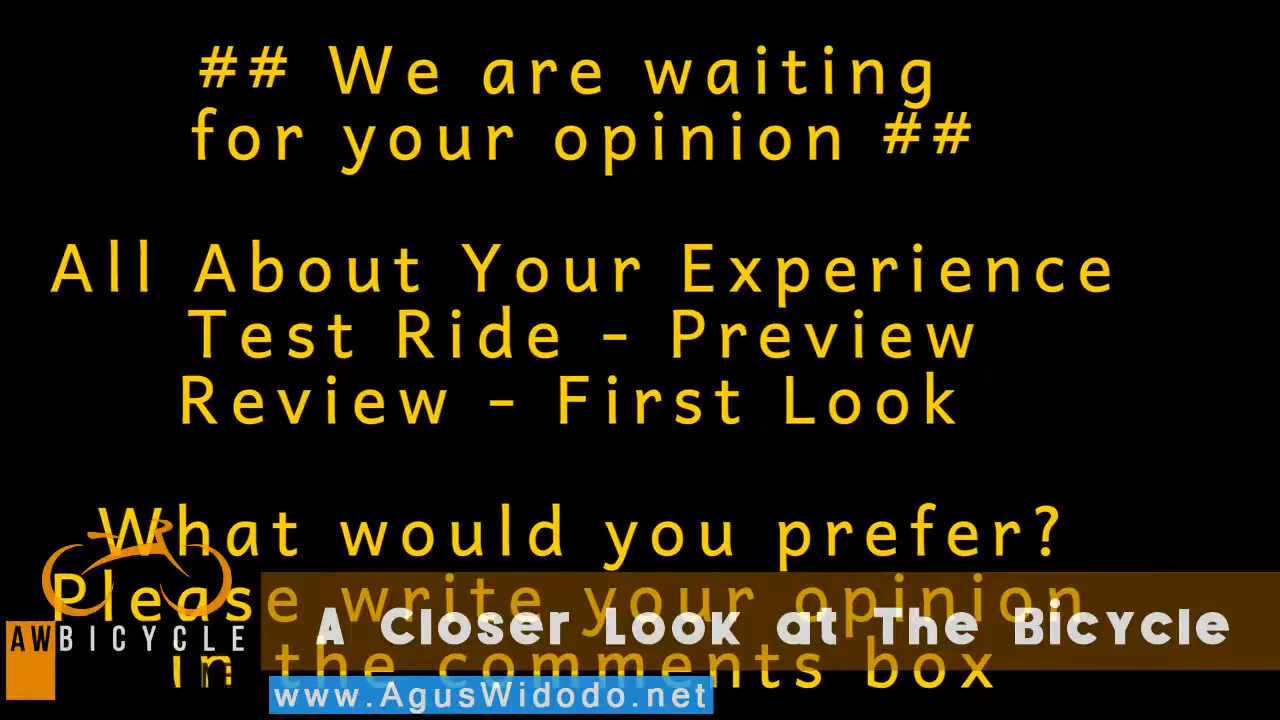 ## We are waiting
for your opinion ##
All About Your Experience
Test Ride - Preview
Review - First Look
What would you prefer?
Please write your opinion
in the comments box
A Closer Look at The Bicycle
AWBICYCLE
www.AgusWidodo.net